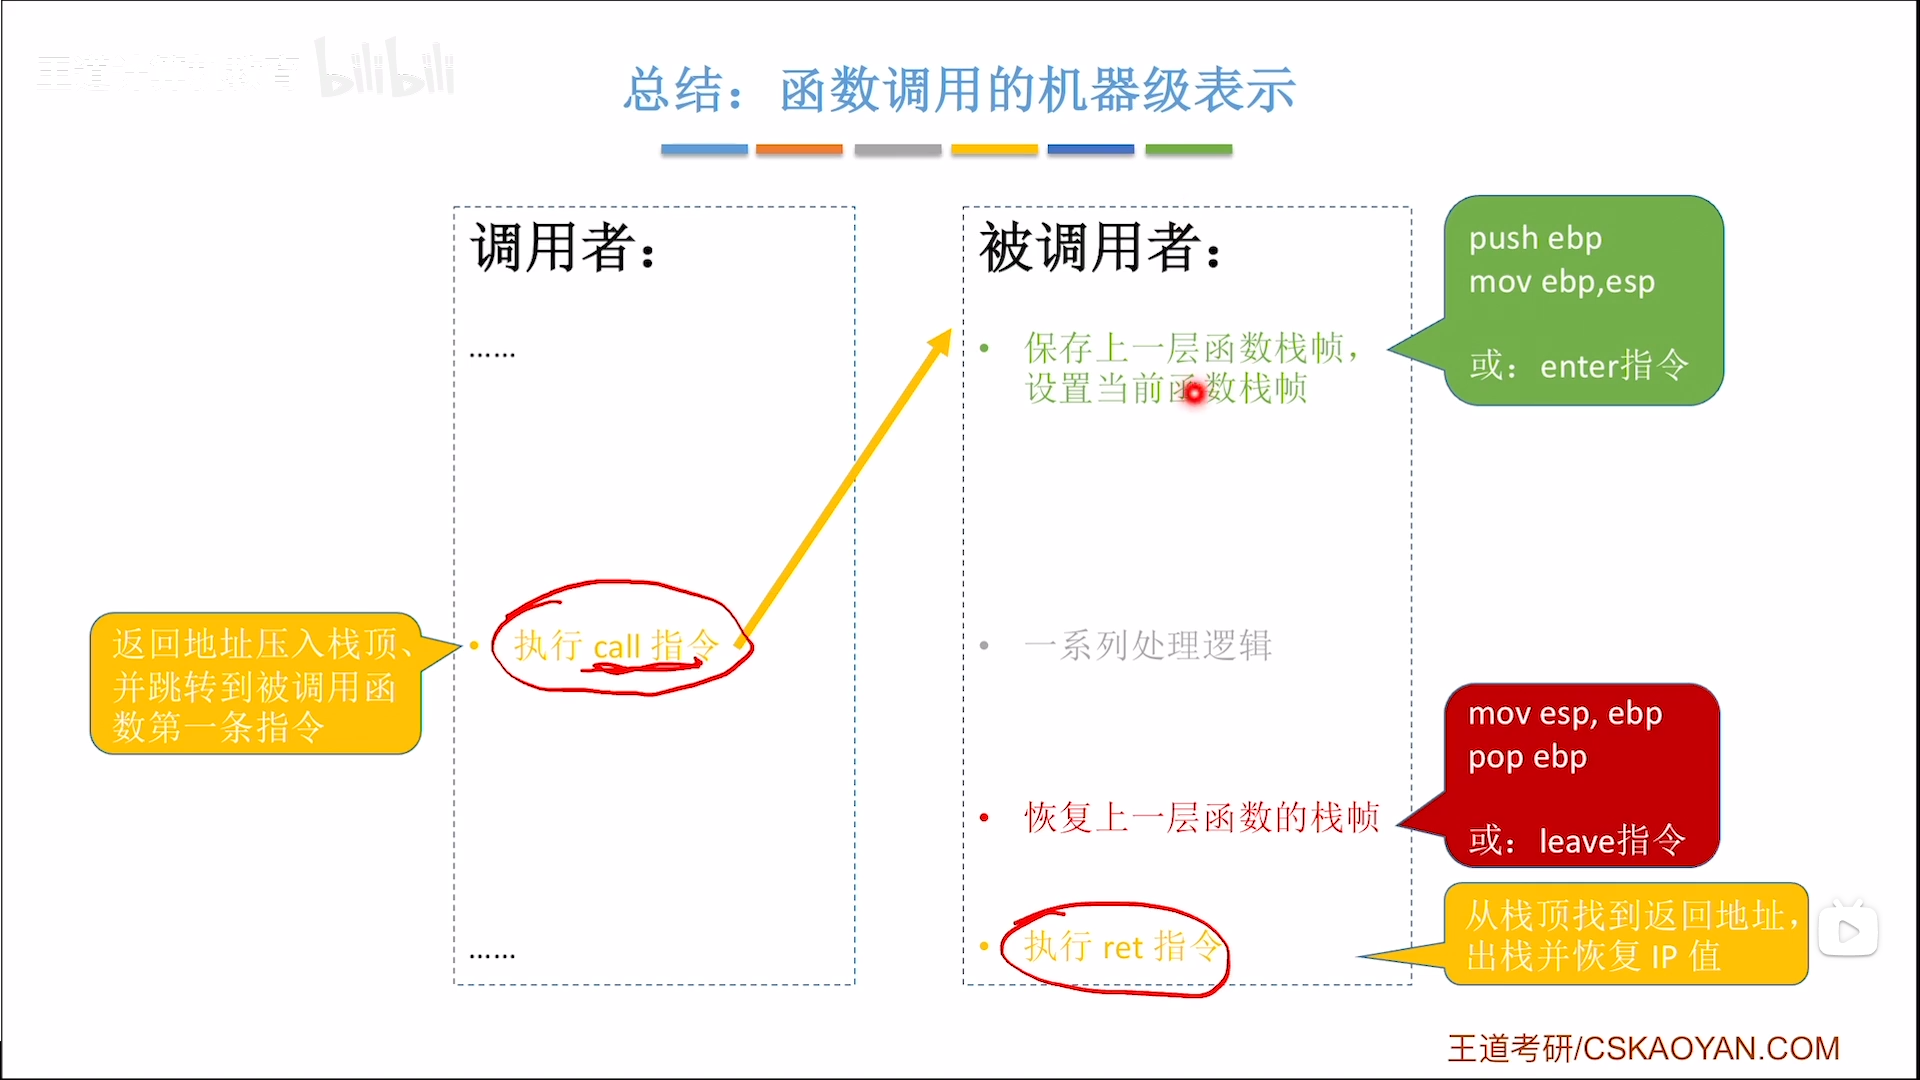 王道计算机教育 bilibili
总结：函数调用的机器级表示
调用者：
……
返回地址压入栈顶、
并跳转到被调用函
数第一条指令
执行 call 指令
……
被调用者：
保存上一层函数栈帧，
设置当前函数栈帧
push ebp
mov ebp,esp
或：enter指令
一系列处理逻辑
恢复上一层函数的栈帧
mov esp, ebp
pop ebp
或：leave指令
执行 ret 指令
从栈顶找到返回地址，
出栈并恢复 IP 值
王道考研/CSKAOYAN.COM